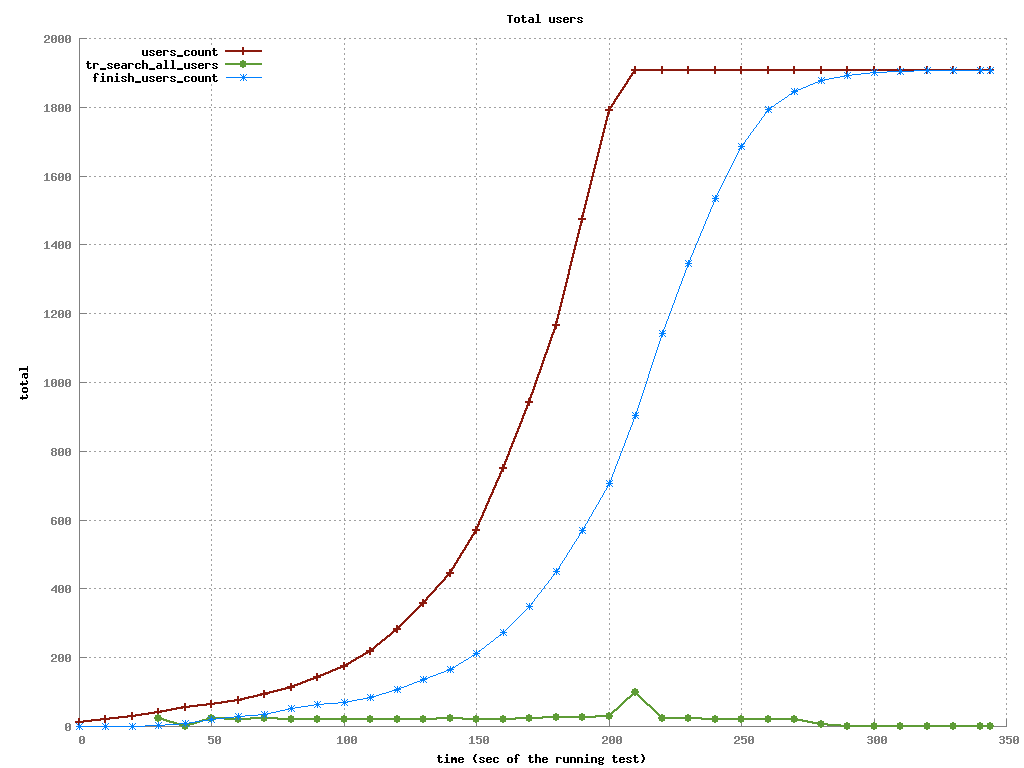 Total users
users_count
tr_search_all_users
finish_users_count
2000
1800
1600
1400
1200
1000
800
600
400
200
0
total
0 50 100 150 200 250 300 350
time (sec of the running test)